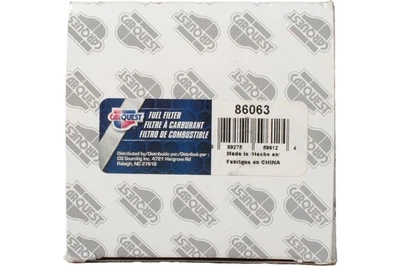 CARQUEST
FUEL FILTER
FILTRE À CARBURANT
FILTRO DE COMBUSTIBLE
Distributed by/Distribuido por/Distribué par:
CQ Sourcing Inc. 4721 Hargrove Rd
Raleigh, NC 27616
86063
Made in /Hecho en/
Fabrique en CHINA